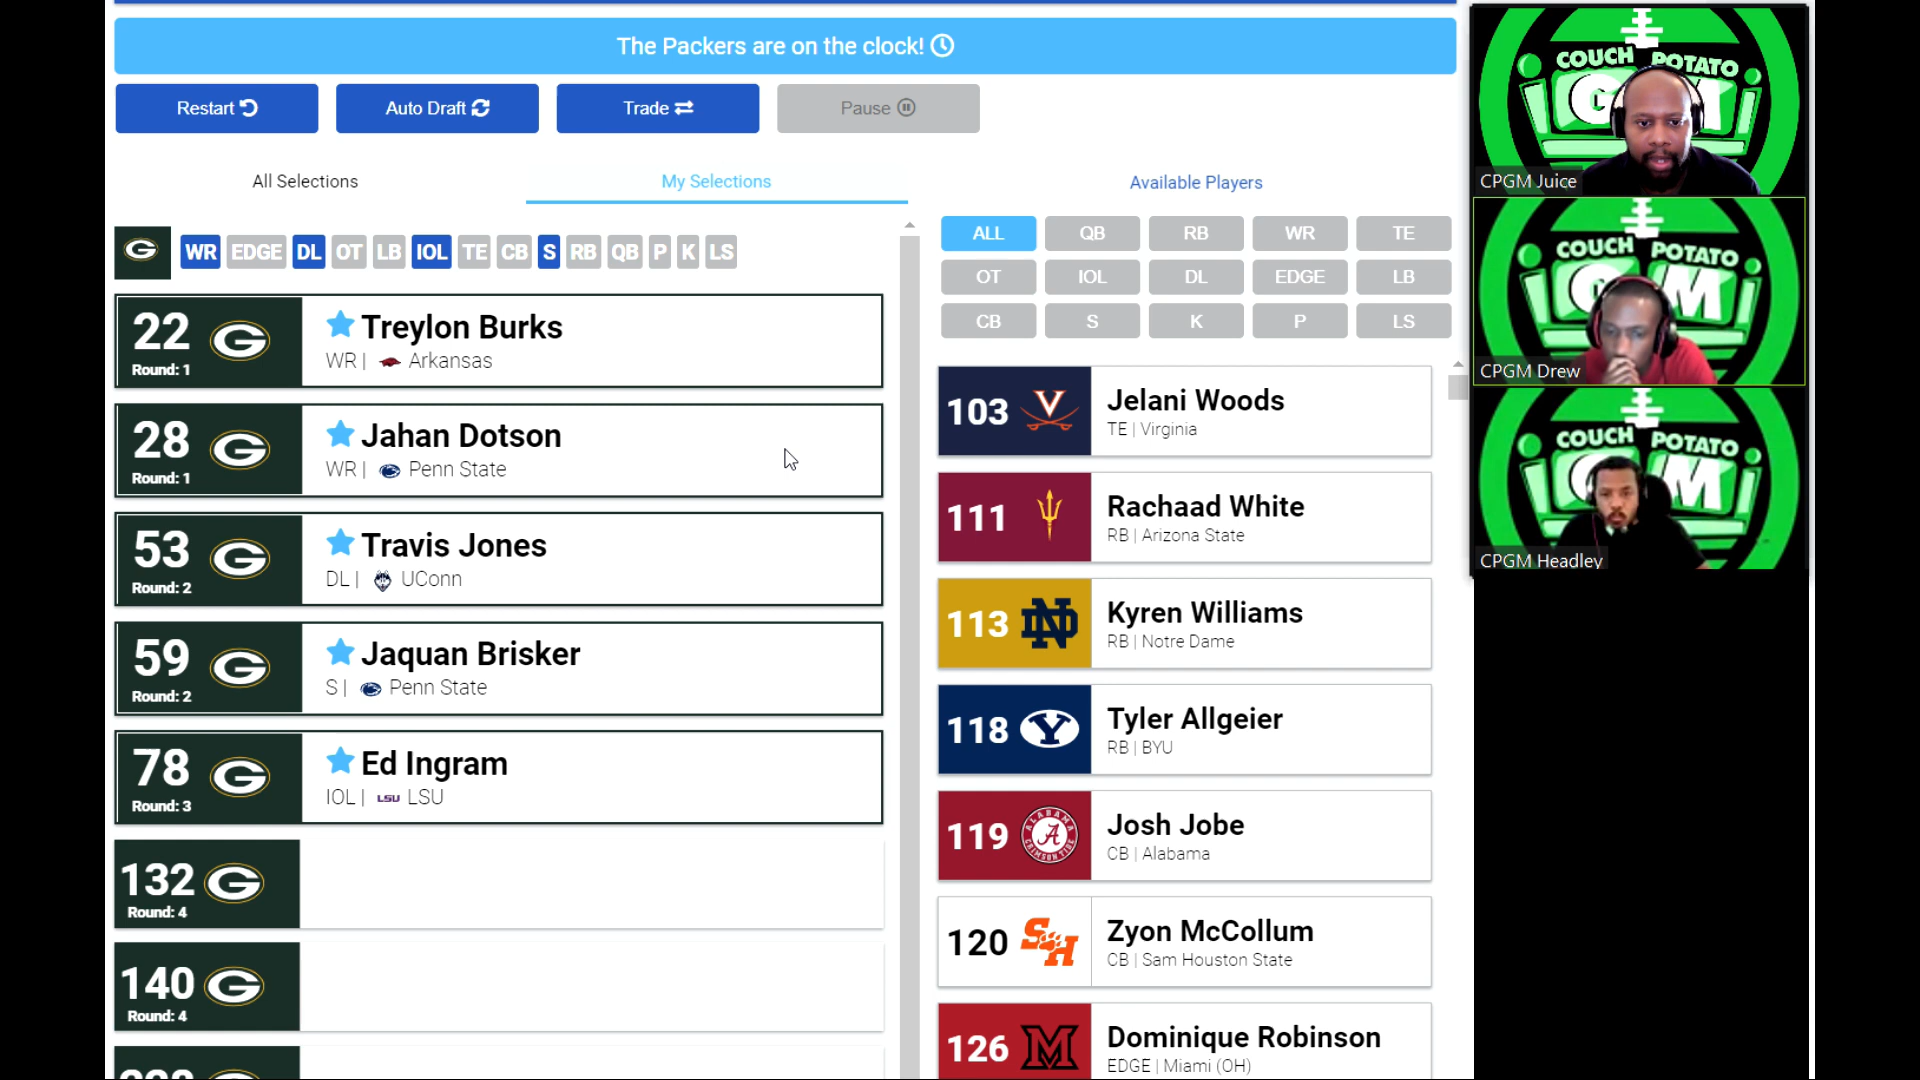 The Packers are on the clock!
Restart
Auto Draft
Trade
Pause
All Selections
My Selections
Available Players
WR EDGE DL OT LB IOL TE CB S RB QB P K LS
22
Round: 1
Treylon Burks
WR | Arkansas
28
Round: 1
Jahan Dotson
WR | Penn State
53
Round: 2
Travis Jones
DL | UConn
59
Round: 2
Jaquan Brisker
S | Penn State
78
Round: 3
Ed Ingram
IOL | LSU LSU
132
Round: 4
140
Round: 4
ALL QB RB WR TE
OT IOL DL EDGE LB
CB S K P LS
103
Jelani Woods
TE | Virginia
111
Rachaad White
RB | Arizona State
113
Kyren Williams
RB | Notre Dame
118
Tyler Allgeier
RB | BYU
119
Josh Jobe
CB | Alabama
120
Zyon McCollum
CB | Sam Houston State
126
Dominique Robinson
EDGE | Miami (OH)
COUCH POTATO
GM
CPGM Juice
COUCH POTATO
GM
CPGM Drew
COUCH POTATO
GM
CPGM Headley